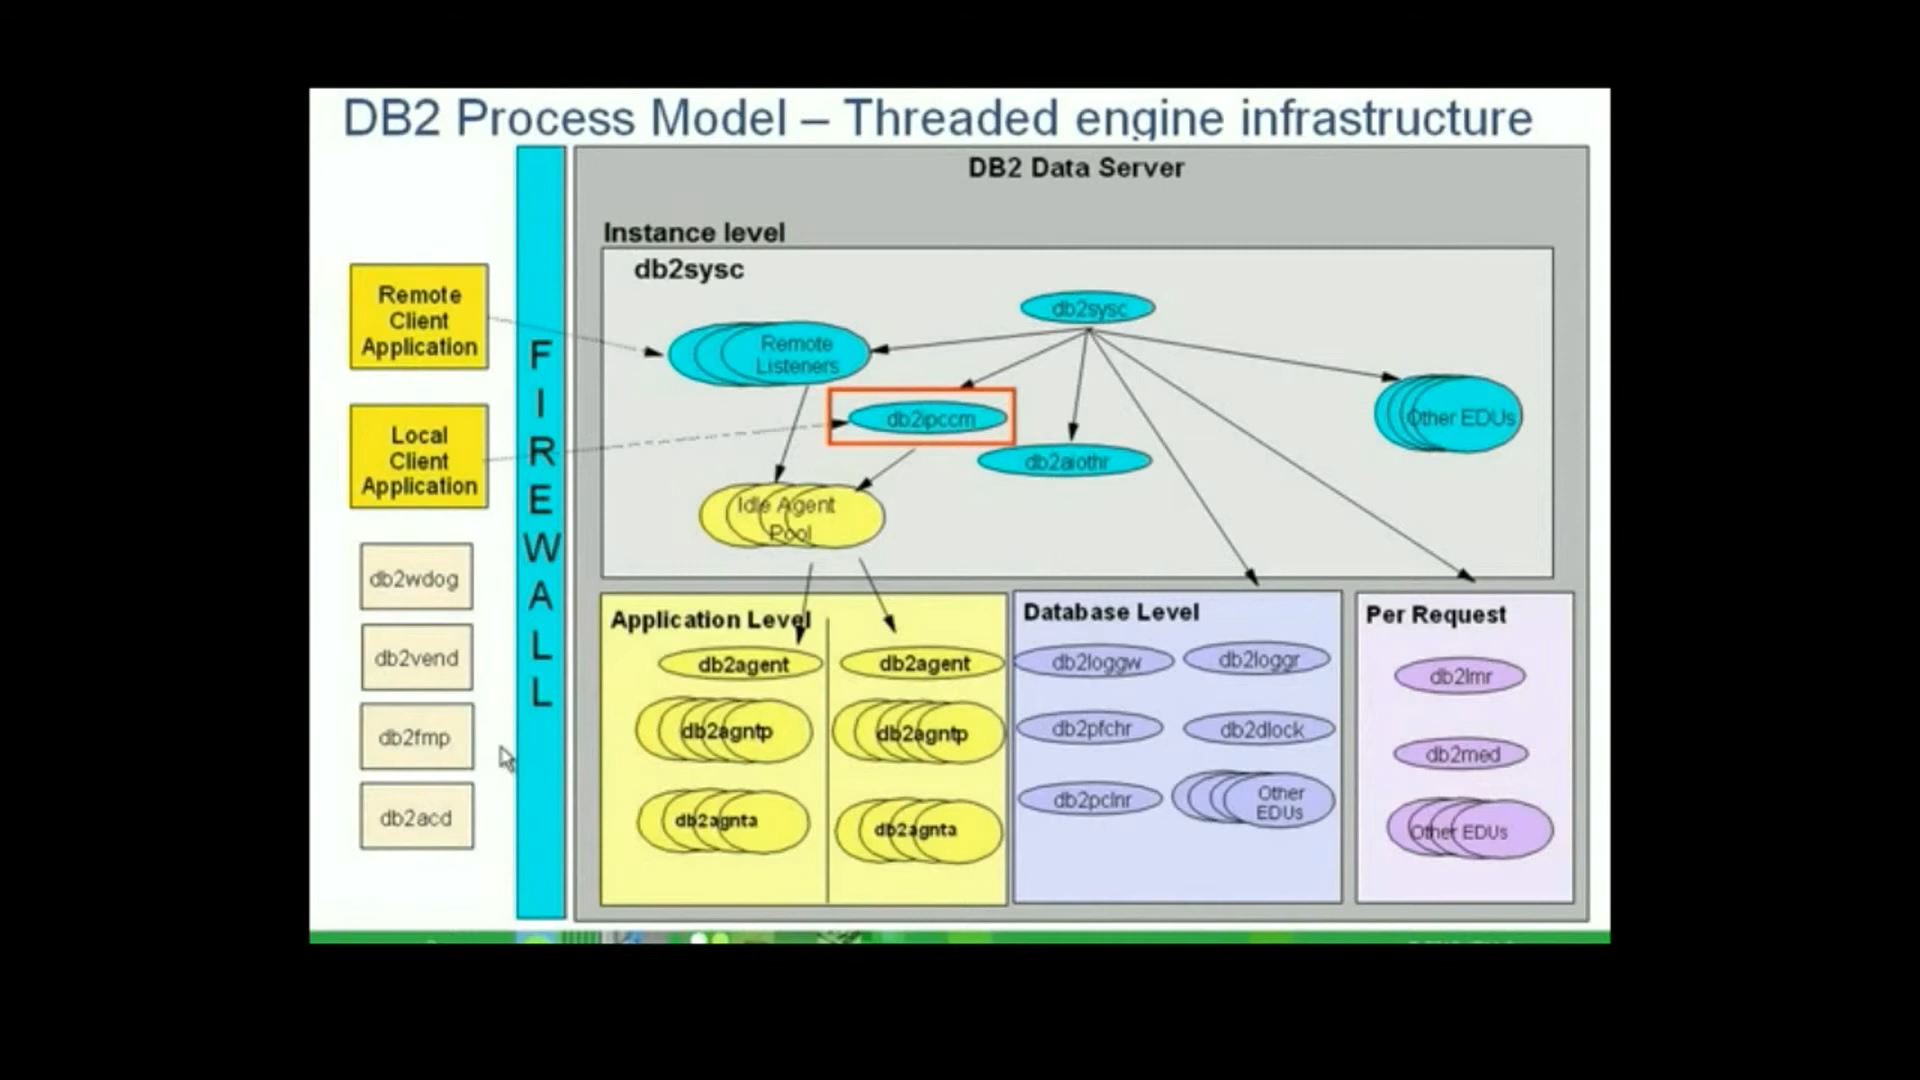 DB2 Process Model – Threaded engine infrastructure
DB2 Data Server
Instance level
db2sysc
db2sysc
Remote
Client
Application
Remote
Listeners
db2ipccm
Other EDUs
Local
Client
Application
db2aiothr
Idle Agent
Pool
FIREWALL
db2wdog
db2vend
db2fmp
db2acd
Application Level
db2agent
db2agent
db2agntp
db2agntp
db2agnta
db2agnta
Database Level
db2loggw
db2loggr
db2pfchr
db2dlock
db2pclnr
Other
EDUs
Per Request
db2lmr
db2med
Other EDUs